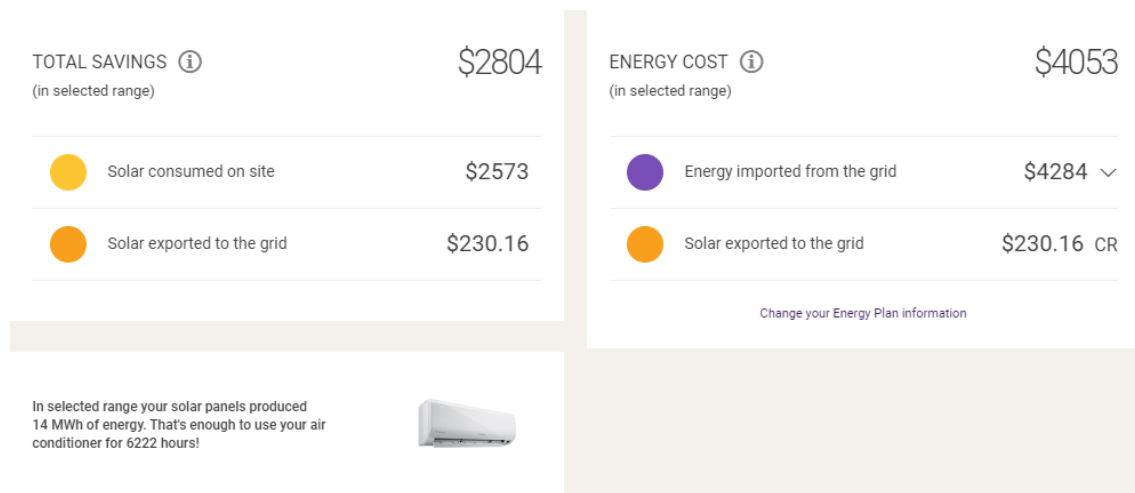 TOTAL SAVINGS
$2804
(in selected range)
Solar consumed on site
$2573
Solar exported to the grid
$230.16
ENERGY COST
$4053
(in selected range)
Energy imported from the grid
$4284
Solar exported to the grid
$230.16 CR
Change your Energy Plan information
In selected range your solar panels produced
14 MWh of energy. That's enough to use your air
conditioner for 6222 hours!